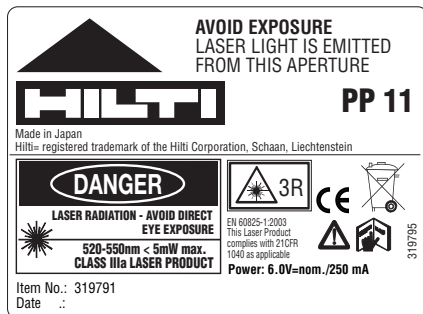 AVOID EXPOSURE
LASER LIGHT IS EMITTED
FROM THIS APERTURE
HILTI
PP 11
Made in Japan
Hilti= registered trademark of the Hilti Corporation, Schaan, Liechtenstein
DANGER
LASER RADIATION - AVOID DIRECT
EYE EXPOSURE
520-550nm < 5mW max.
CLASS IIIa LASER PRODUCT
3R
CE
EN 60825-1:2003
This Laser Product
complies with 21CFR
1040 as applicable
Power: 6.0V=nom./250 mA
319795
Item No.: 319791
Date .: